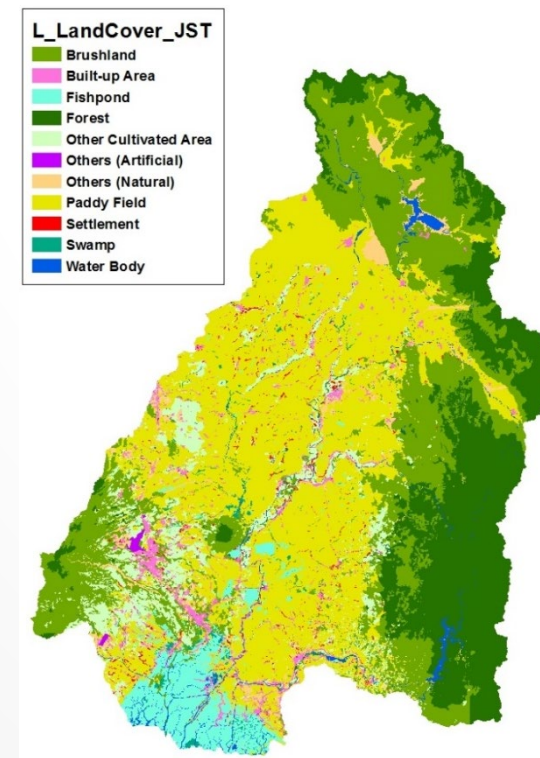 L_LandCover_JST
Brushland
Built-up Area
Fishpond
Forest
Other Cultivated Area
Others (Artificial)
Others (Natural)
Paddy Field
Settlement
Swamp
Water Body